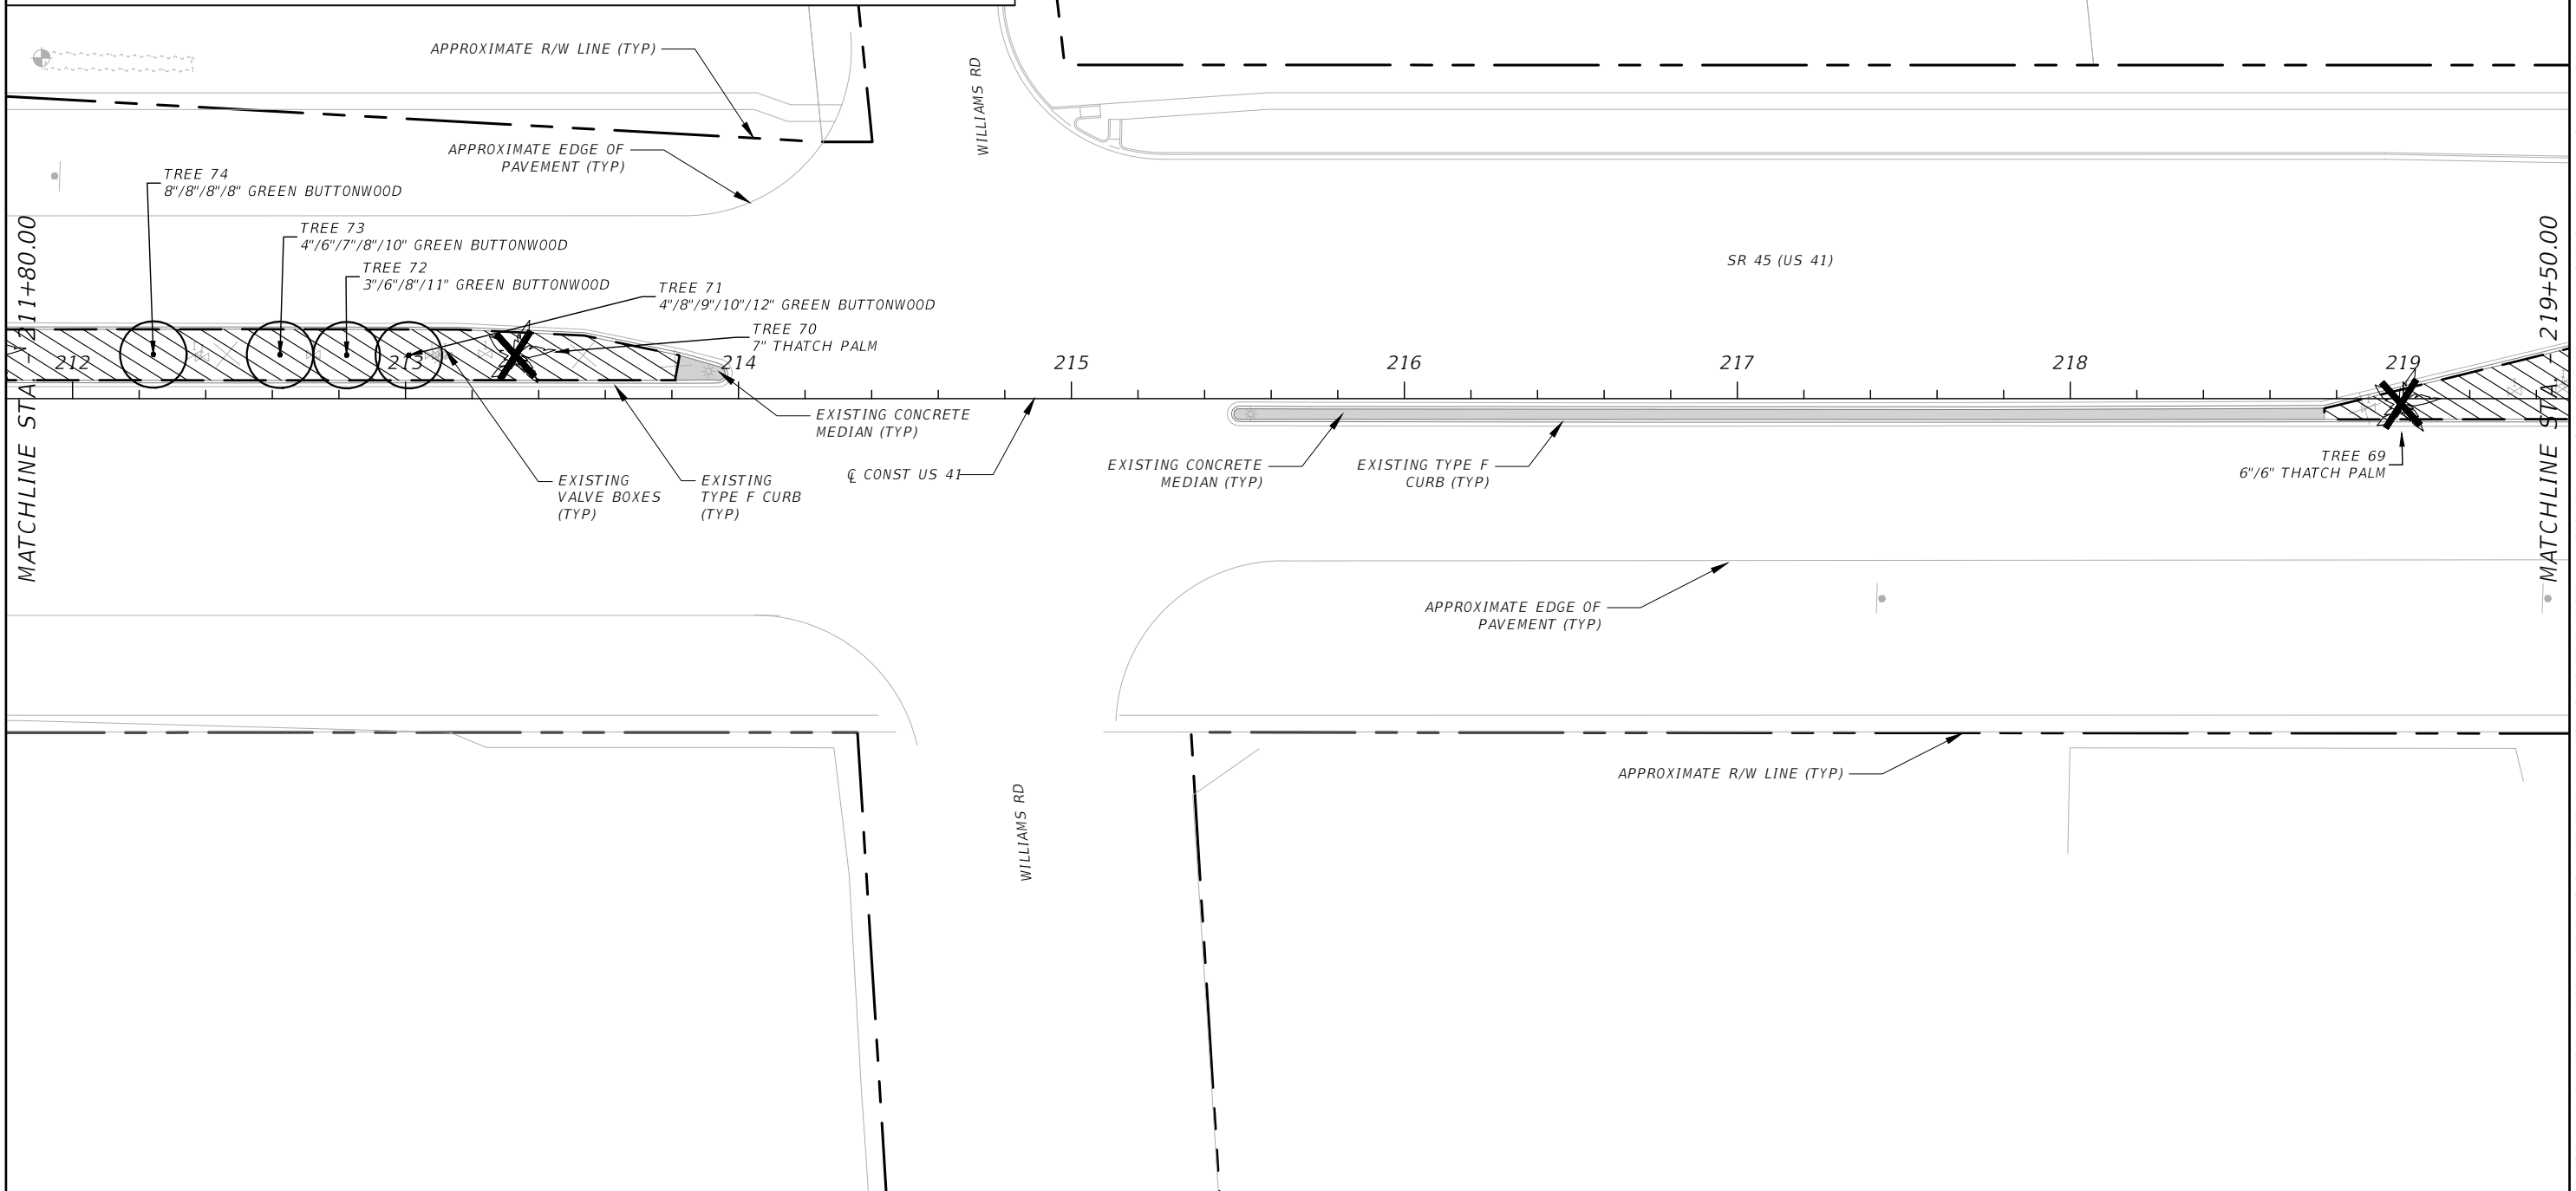 APPROXIMATE R/W LINE (TYP)
WILLIAMS RD
APPROXIMATE EDGE OF
PAVEMENT (TYP)
TREE 74
8"/8"/8"/8" GREEN BUTTONWOOD
TREE 73
4"/6"/7"/8"/10" GREEN BUTTONWOOD
TREE 72
3"/6"/8"/11" GREEN BUTTONWOOD
TREE 71
4"/8"/9"/10"/12" GREEN BUTTONWOOD
TREE 70
7" THATCH PALM
SR 45 (US 41)
MATCHLINE STA. - 211+80.00
MATCHLINE STA. - 219+50.00
212
213
214
215
216
217
218
219
EXISTING CONCRETE
MEDIAN (TYP)
℄ CONST US 41
EXISTING
VALVE BOXES
(TYP)
EXISTING
TYPE F CURB
(TYP)
EXISTING CONCRETE
MEDIAN (TYP)
EXISTING TYPE F
CURB (TYP)
TREE 69
6"/6" THATCH PALM
APPROXIMATE EDGE OF
PAVEMENT (TYP)
APPROXIMATE R/W LINE (TYP)
WILLIAMS RD